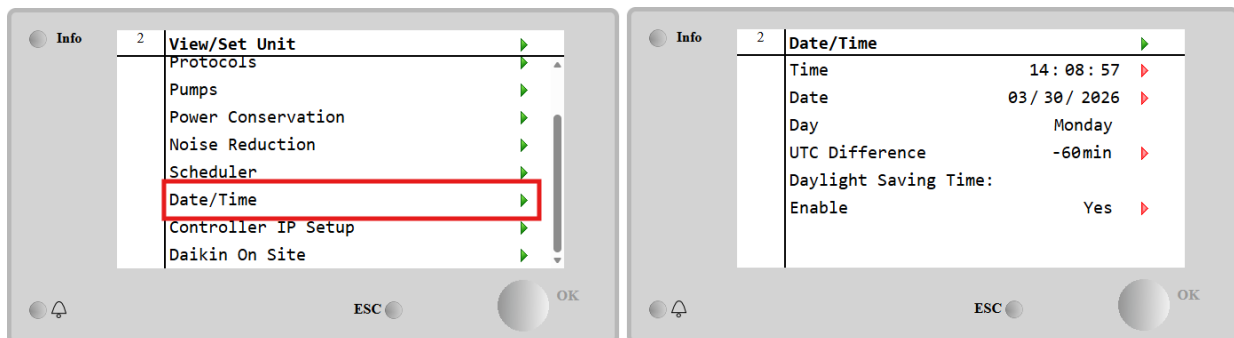 Info
2
View/Set Unit
Protocols
Pumps
Power Conservation
Noise Reduction
Scheduler
Date/Time
Controller IP Setup
Daikin On Site
ESC
OK
Info
2
Date/Time
Time 14:08:57
Date 03/30/2026
Day Monday
UTC Difference -60min
Daylight Saving Time:
Enable Yes
ESC
OK